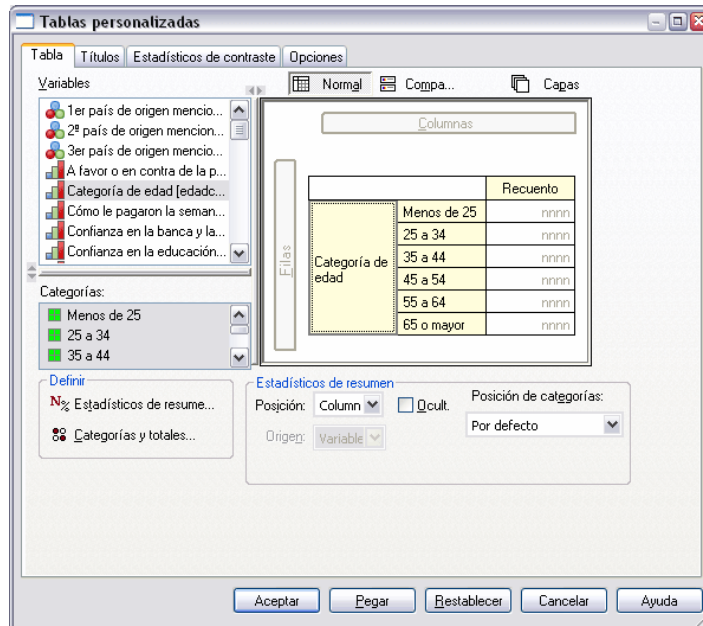 Tablas personalizadas
Tabla Títulos Estadísticos de contraste Opciones
Variables
Normal Compa... Capas
1er país de origen mencio...
2º país de origen mencion...
3er país de origen mencio...
A favor o en contra de la p...
Categoría de edad [edadc...
Cómo le pagaron la seman...
Confianza en la banca y la...
Confianza en la educación...
Columnas
Filas
Recuento
Categoría de edad
Menos de 25 nnnn
25 a 34 nnnn
35 a 44 nnnn
45 a 54 nnnn
55 a 64 nnnn
65 o mayor nnnn
Categorías:
Menos de 25
25 a 34
35 a 44
Definir
N% Estadísticos de resume...
Categorías y totales...
Estadísticos de resumen
Posición: Column
Ocult.
Posición de categorías:
Por defecto
Origen: Variable
Aceptar Pegar Restablecer Cancelar Ayuda